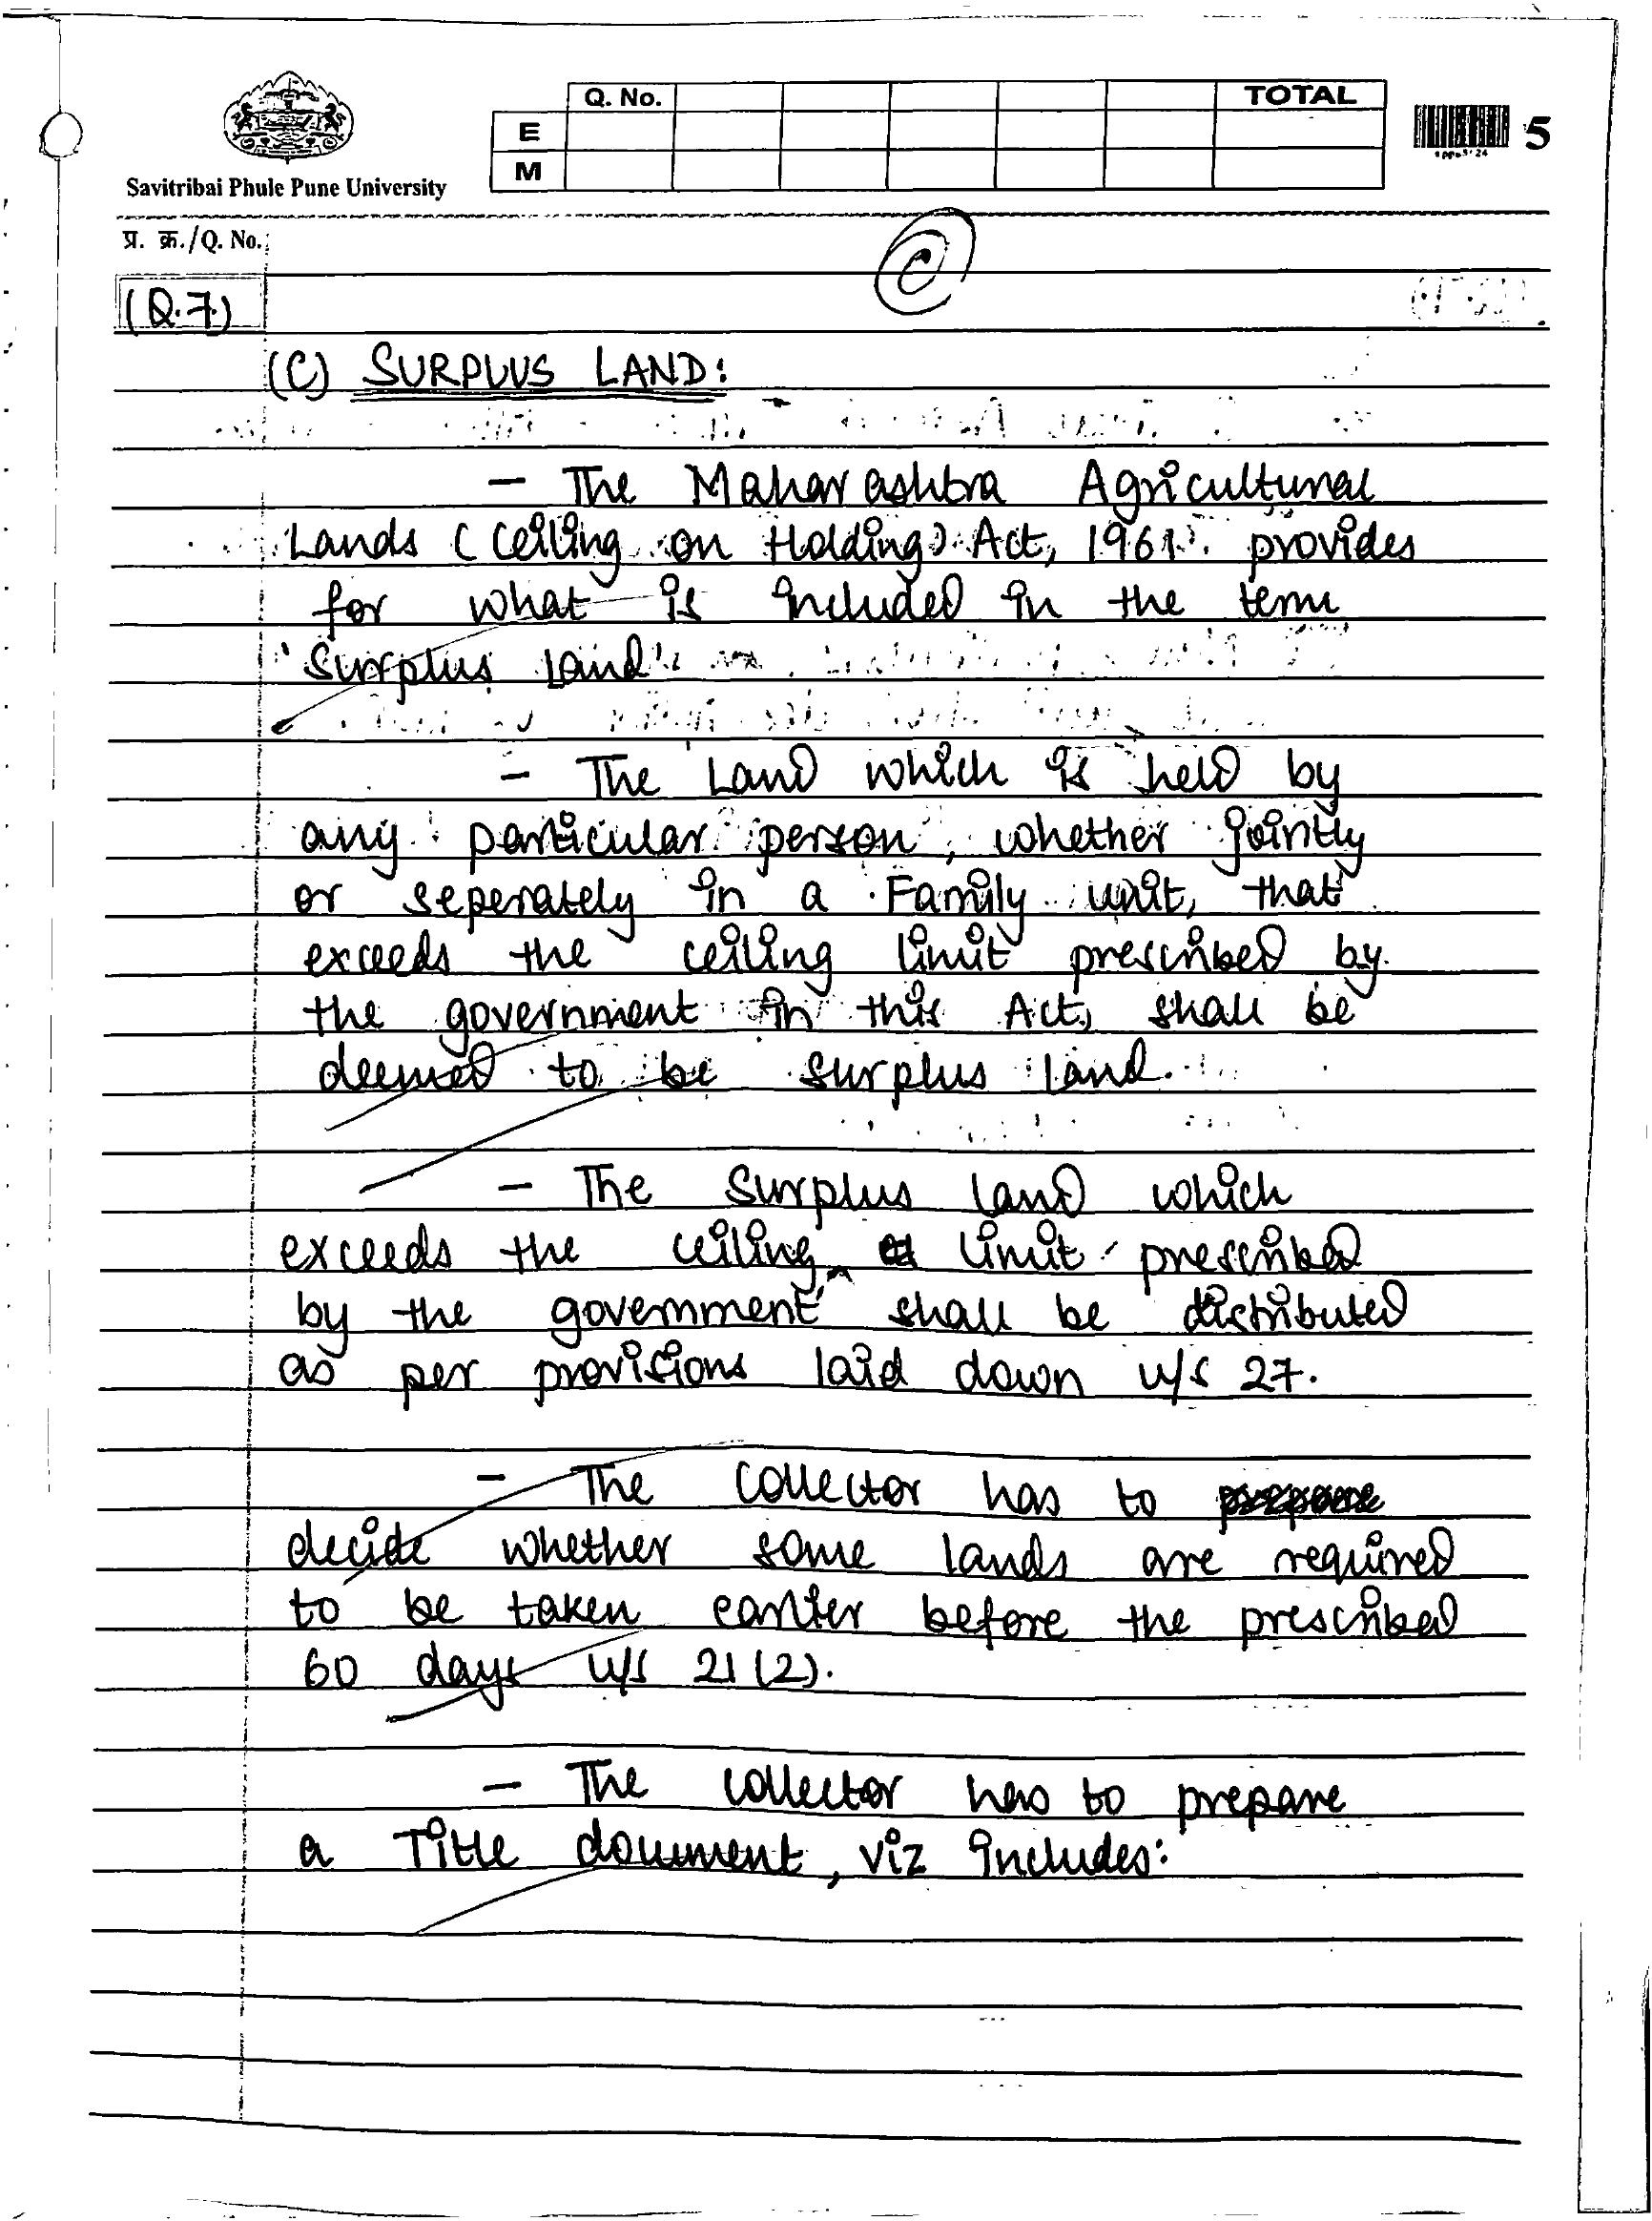 Q. No. TOTAL
E
M
5
Savitribai Phule Pune University
प्र. क्र./Q. No.
C
(Q.7)
(C) SURPLUS LAND:
- The Maharashtra Agricultural
Lands (Ceiling on Holding) Act, 1961 provides
for what is included in the term
'Surplus Land'
- The Land which is held by
any particular person, whether jointly
or seperately in a Family unit, that
exceeds the ceiling limit prescribed by
the government in this Act, shall be
deemed to be surplus land.
- The Surplus land which
exceeds the ceiling limit prescribed
by the government shall be distributed
as per provisions laid down u/s 27.
- The Collector has to prepare
decide whether some lands are required
to be taken earlier before the prescribed
60 days u/s 21(2).
- The Collector has to prepare
a Title document, viz includes: